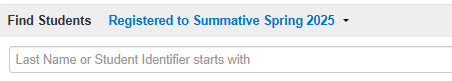 Find Students Registered to Summative Spring 2025
Last Name or Student Identifier starts with